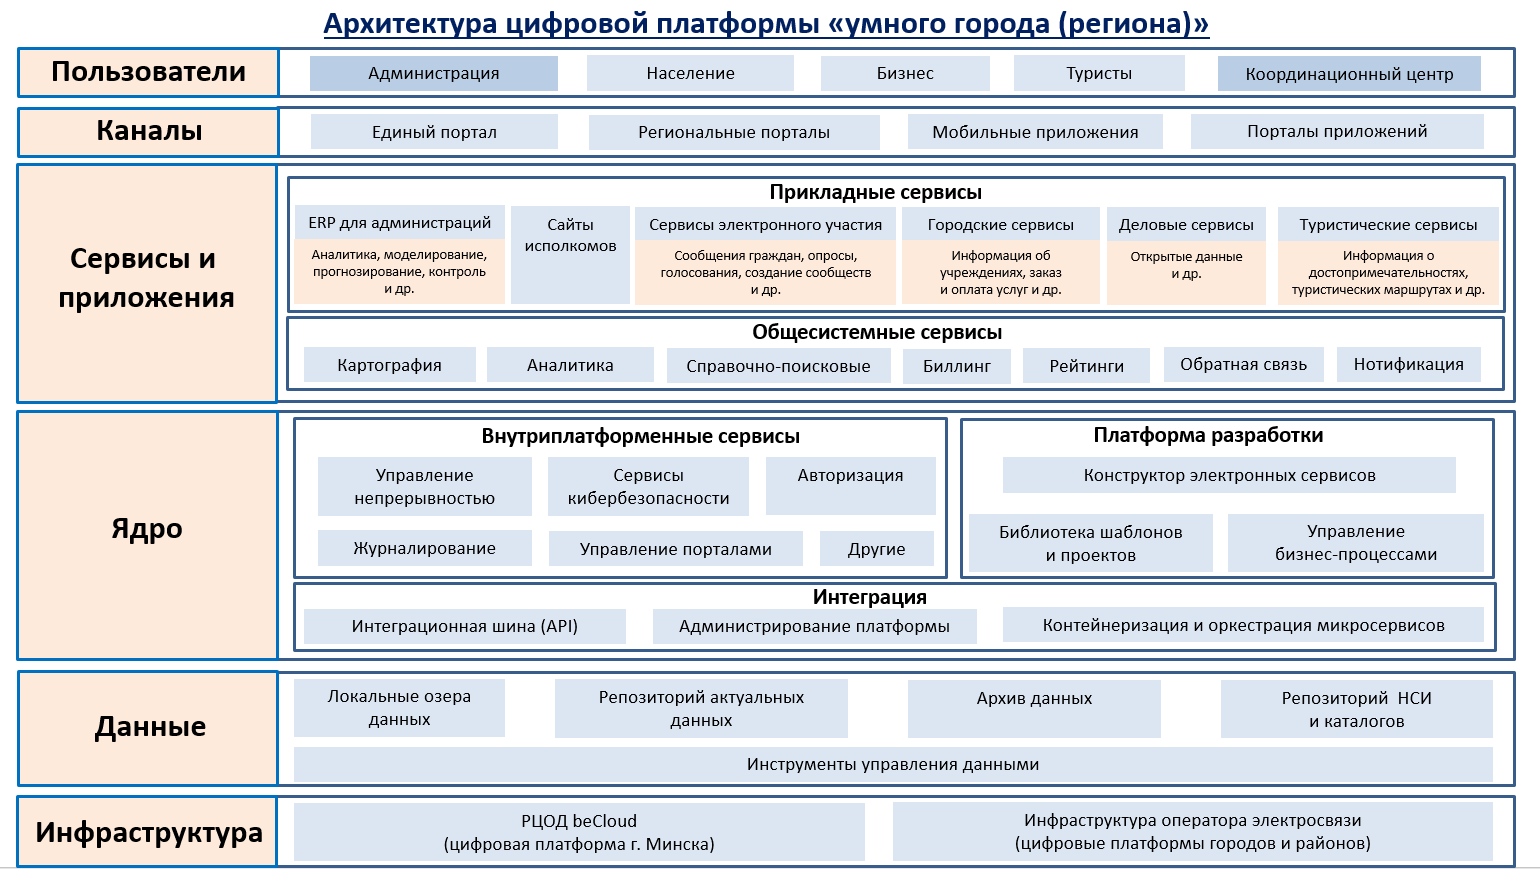 Архитектура цифровой платформы «умного города (региона)»
Пользователи
Администрация
Население
Бизнес
Туристы
Координационный центр
Каналы
Единый портал
Региональные порталы
Мобильные приложения
Порталы приложений
Сервисы и
приложения
Прикладные сервисы
ERP для администраций
Аналитика, моделирование,
прогнозирование, контроль
и др.
Сайты
исполкомов
Сервисы электронного участия
Сообщения граждан, опросы,
голосования, создание сообществ
и др.
Городские сервисы
Информация об
учреждениях, заказ
и оплата услуг и др.
Деловые сервисы
Открытые данные
и др.
Туристические сервисы
Информация о
достопримечательностях,
туристических маршрутах и др.
Общесистемные сервисы
Картография
Аналитика
Справочно-поисковые
Биллинг
Рейтинги
Обратная связь
Нотификация
Ядро
Внутриплатформенные сервисы
Управление
непрерывностью
Сервисы
кибербезопасности
Авторизация
Журналирование
Управление порталами
Другие
Платформа разработки
Конструктор электронных сервисов
Библиотека шаблонов
и проектов
Управление
бизнес-процессами
Интеграция
Интеграционная шина (API)
Администрирование платформы
Контейнеризация и оркестрация микросервисов
Данные
Локальные озера
данных
Репозиторий актуальных
данных
Архив данных
Репозиторий НСИ
и каталогов
Инструменты управления данными
Инфраструктура
РЦОД beCloud
(цифровая платформа г. Минска)
Инфраструктура оператора электросвязи
(цифровые платформы городов и районов)